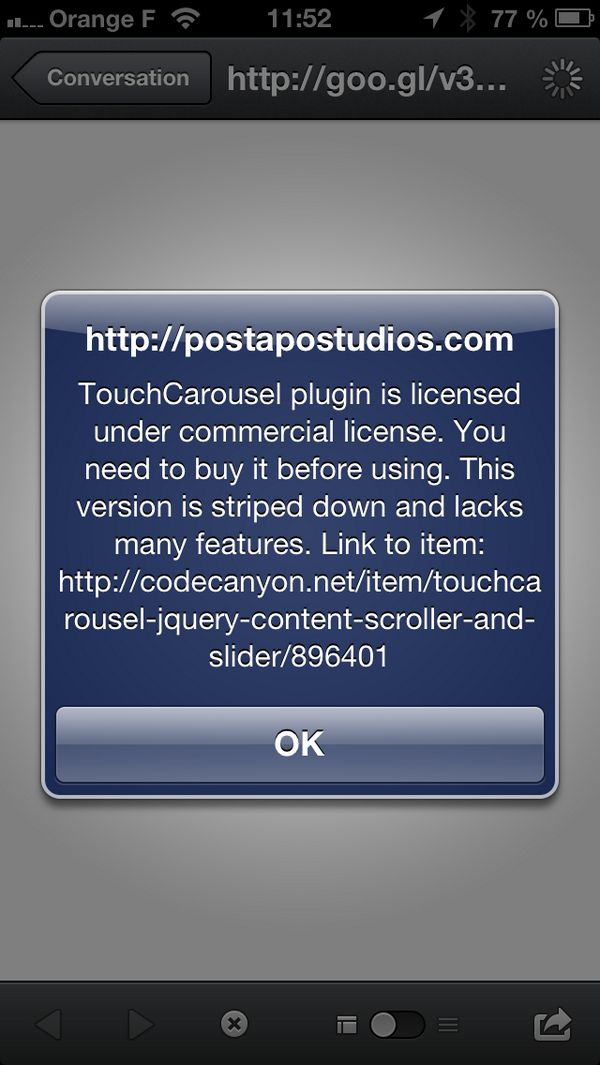 Orange F 11:52 77 %
Conversation http://goo.gl/v3...
http://postapostudios.com
TouchCarousel plugin is licensed
under commercial license. You
need to buy it before using. This
version is striped down and lacks
many features. Link to item:
http://codecanyon.net/item/touchca
rousel-jquery-content-scroller-and-
slider/896401
OK